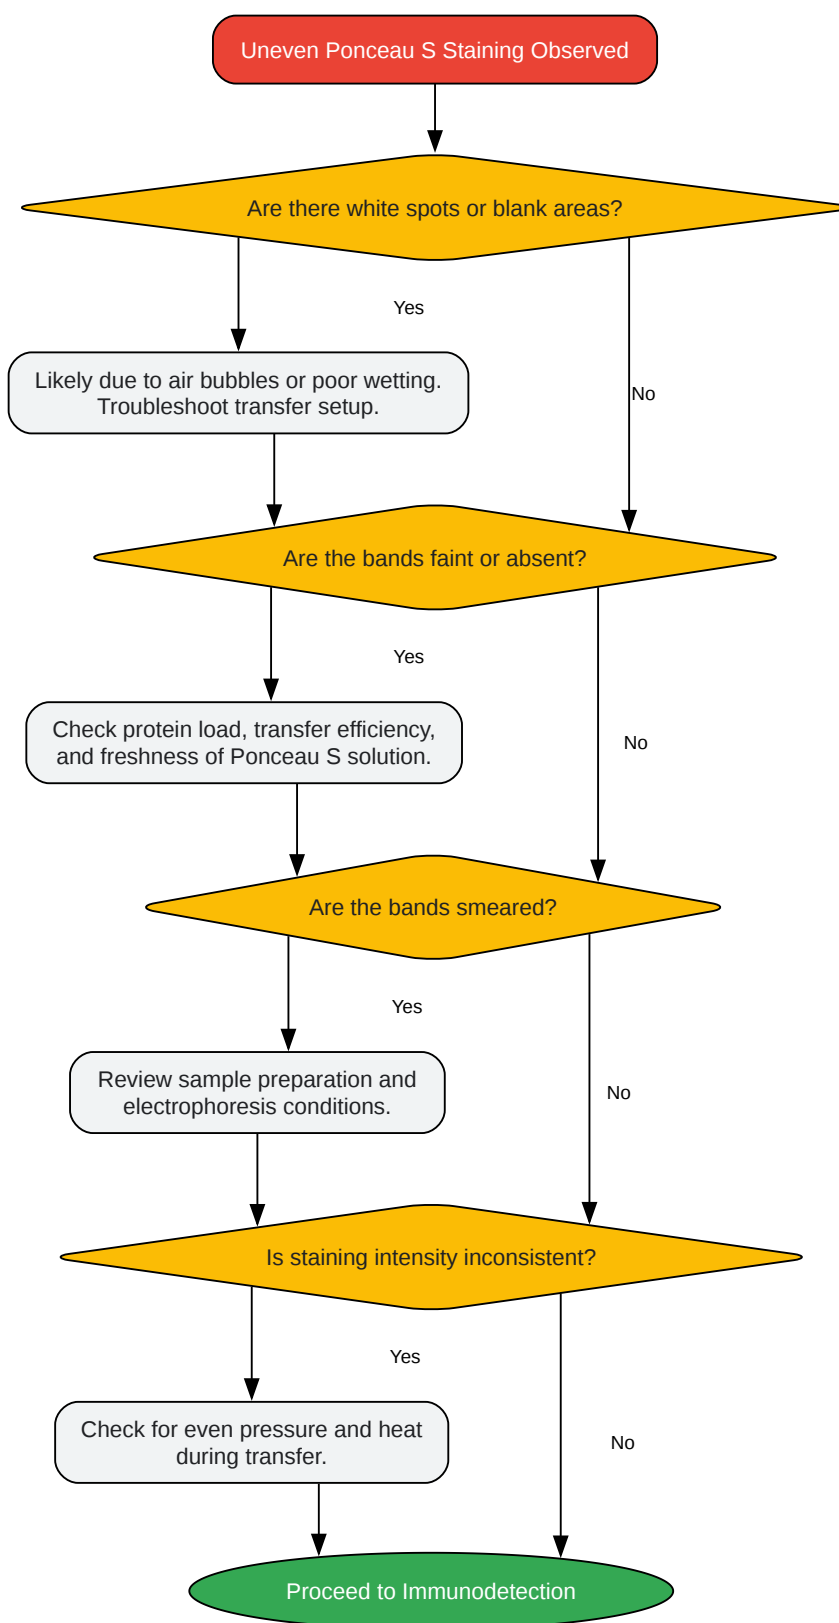 Uneven Ponceau S Staining Observed
Are there white spots or blank areas?
Yes
Likely due to air bubbles or poor wetting.
Troubleshoot transfer setup.
No
Are the bands faint or absent?
Yes
Check protein load, transfer efficiency,
and freshness of Ponceau S solution.
No
Are the bands smeared?
Yes
Review sample preparation and
electrophoresis conditions.
No
Is staining intensity inconsistent?
Yes
Check for even pressure and heat
during transfer.
No
Proceed to Immunodetection